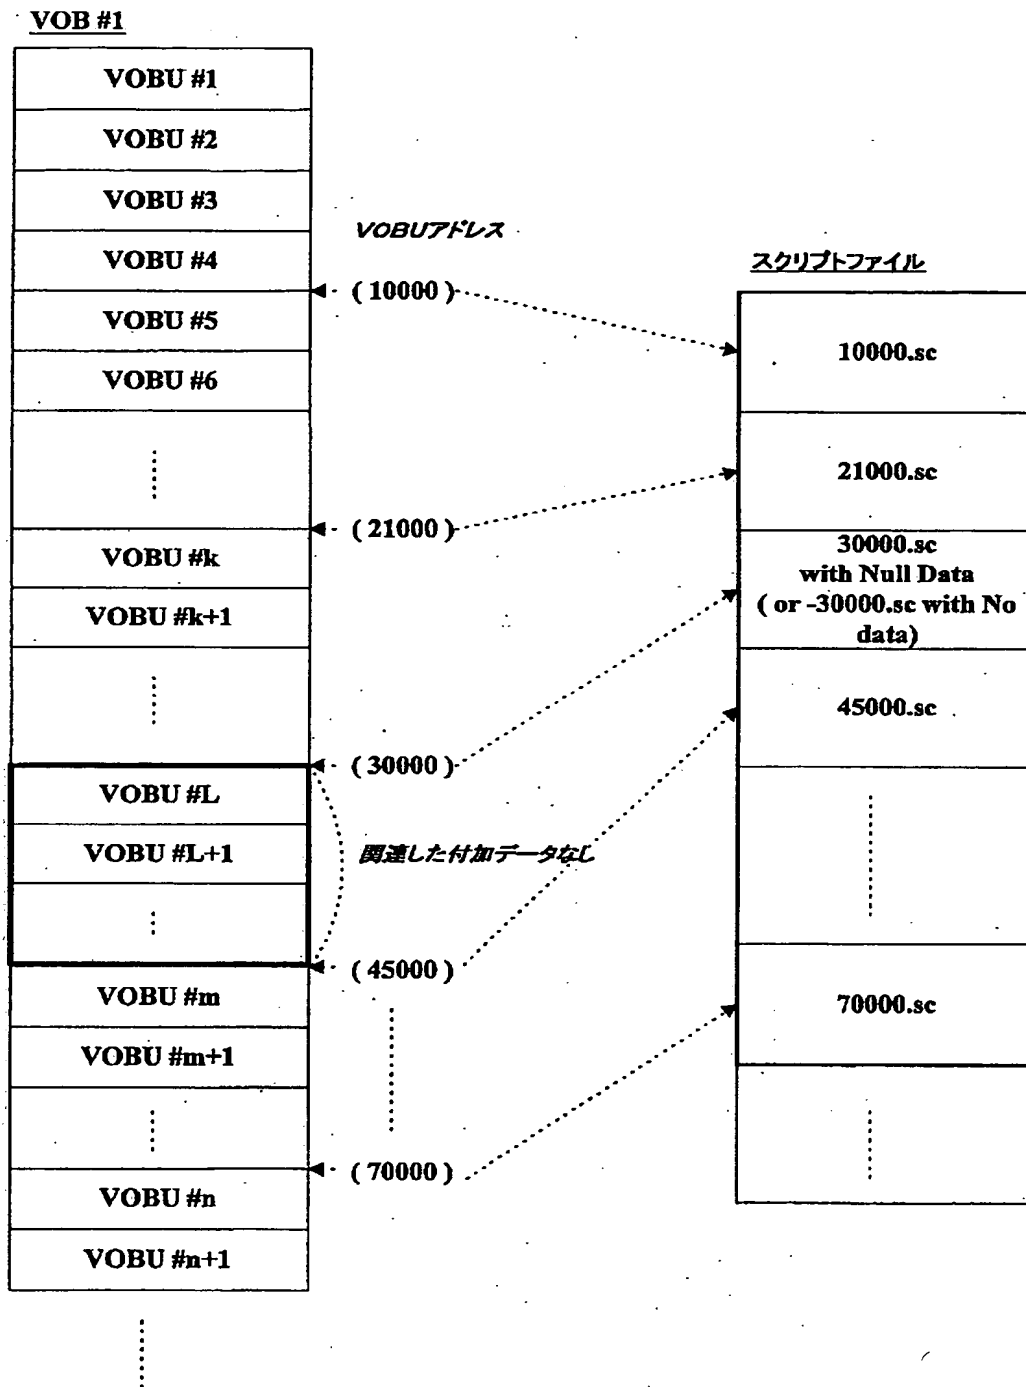 VOB #1
VOBU #1
VOBU #2
VOBU #3
VOBU #4
VOBU #5
VOBU #6
VOBU #k
VOBU #k+1
VOBU #L
VOBU #L+1
VOBU #m
VOBU #m+1
VOBU #n
VOBU #n+1
VOBUアドレス
( 10000 )
( 21000 )
( 30000 )
関連した付加データなし
( 45000 )
( 70000 )
スクリプトファイル
10000.sc
21000.sc
30000.sc
with Null Data
( or -30000.sc with No
data)
45000.sc
70000.sc